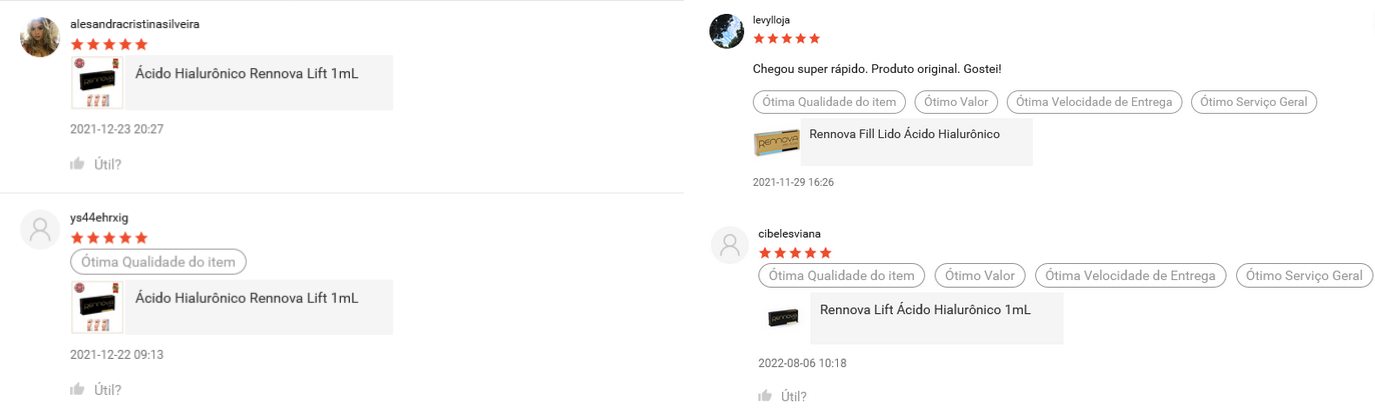 alesandracristinasilveira
Ácido Hialurônico Rennova Lift 1mL
2021-12-23 20:27
Útil?
ys44ehrxig
Ótima Qualidade do item
Ácido Hialurônico Rennova Lift 1mL
2021-12-22 09:13
Útil?
levylloja
Chegou super rápido. Produto original. Gostei!
Ótima Qualidade do item
Ótimo Valor
Ótima Velocidade de Entrega
Ótimo Serviço Geral
RENNOVA
Rennova Fill Lido Ácido Hialurônico
2021-11-29 16:26
cibelesviana
Ótima Qualidade do item
Ótimo Valor
Ótima Velocidade de Entrega
Ótimo Serviço Geral
Rennova Lift Ácido Hialurônico 1mL
2022-08-06 10:18
Útil?